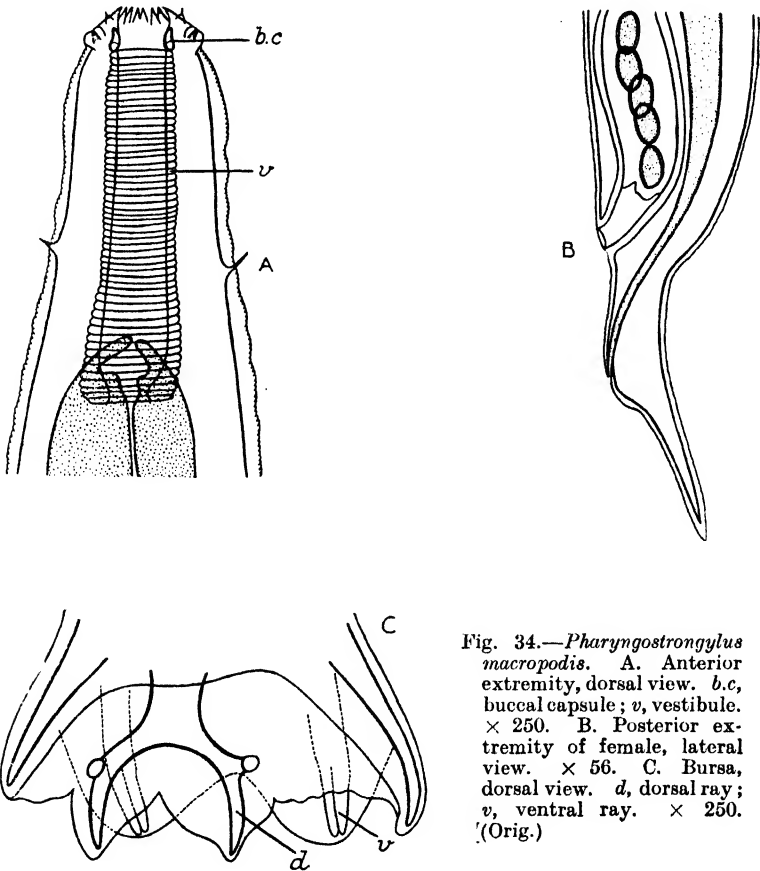 b.c
v
A
B
C
d
v
Fig. 34.—Pharyngostrongylus
macropodis. A. Anterior
extremity, dorsal view. b.c,
buccal capsule; v, vestibule.
× 250. B. Posterior ex-
tremity of female, lateral
view. × 56. C. Bursa,
dorsal view. d, dorsal ray;
v, ventral ray. × 250.
(Orig.)